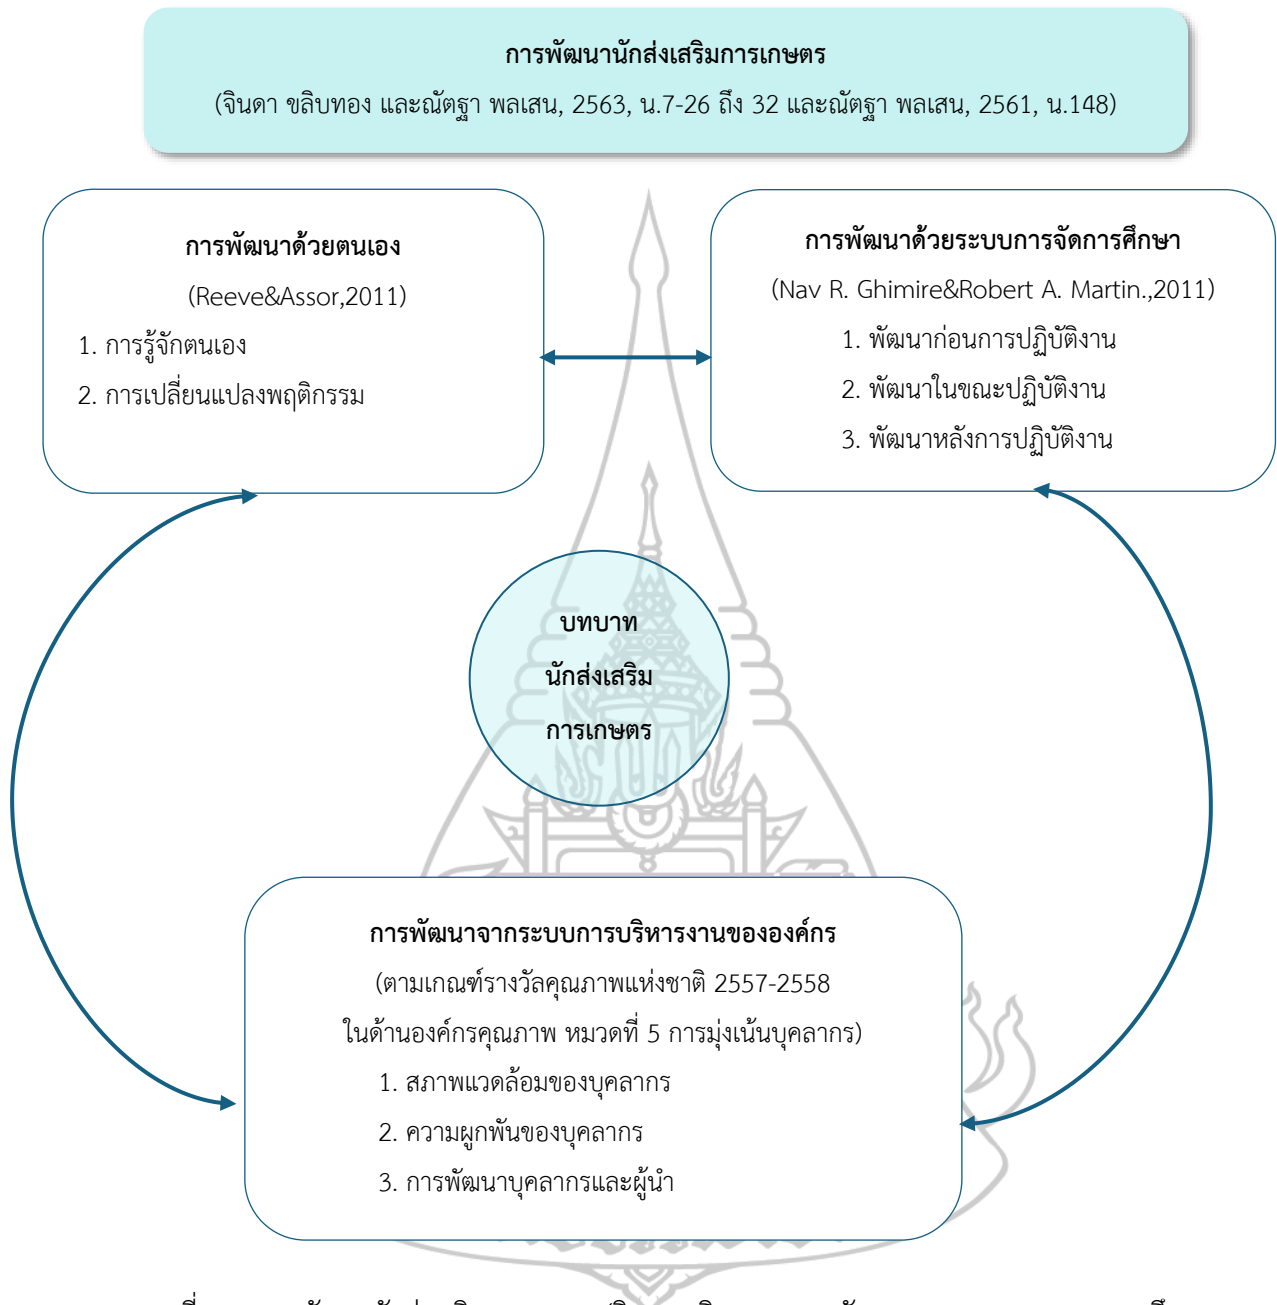 การพัฒนานักส่งเสริมการเกษตร
(จินดา ขลิบทอง และณัตฐา พลเสน, 2563, น.7-26 ถึง 32 และณัตฐา พลเสน, 2561, น.148)
การพัฒนาด้วยตนเอง
(Reeve&Assor,2011)
1. การรู้จักตนเอง
2. การเปลี่ยนแปลงพฤติกรรม
การพัฒนาด้วยระบบการจัดการศึกษา
(Nav R. Ghimire&Robert A. Martin.,2011)
1. พัฒนาก่อนการปฏิบัติงาน
2. พัฒนาในขณะปฏิบัติงาน
3. พัฒนาหลังการปฏิบัติงาน
บทบาท
นักส่งเสริม
การเกษตร
การพัฒนาจากระบบการบริหารงานขององค์กร
(ตามเกณฑ์รางวัลคุณภาพแห่งชาติ 2557-2558
ในด้านองค์กรคุณภาพ หมวดที่ 5 การมุ่งเน้นบุคลากร)
1. สภาพแวดล้อมของบุคลากร
2. ความผูกพันของบุคลากร
3. การพัฒนาบุคลากรและผู้นำ